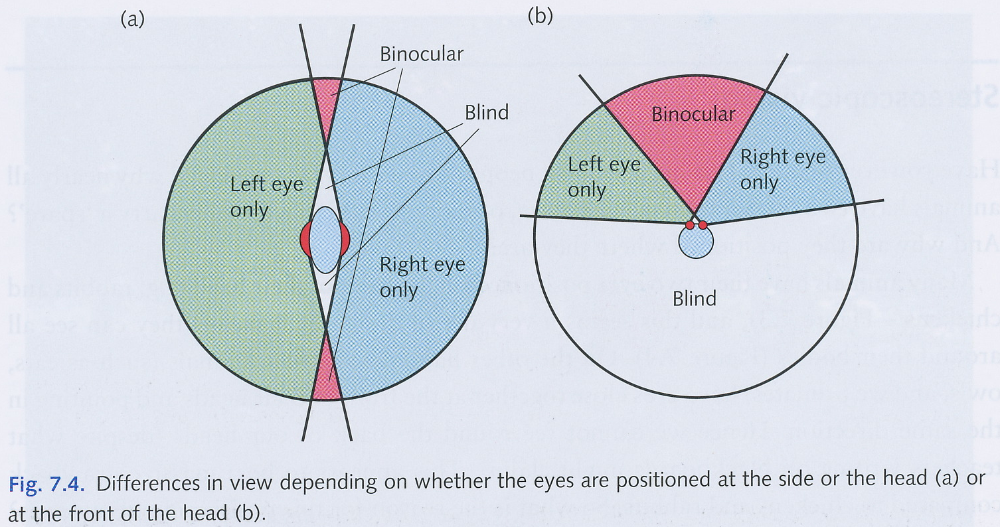 (a)
(b)
Binocular
Blind
Left eye
only
Right eye
only
Binocular
Left eye
only
Right eye
only
Blind
Fig. 7.4. Differences in view depending on whether the eyes are positioned at the side or the head (a) or
at the front of the head (b).